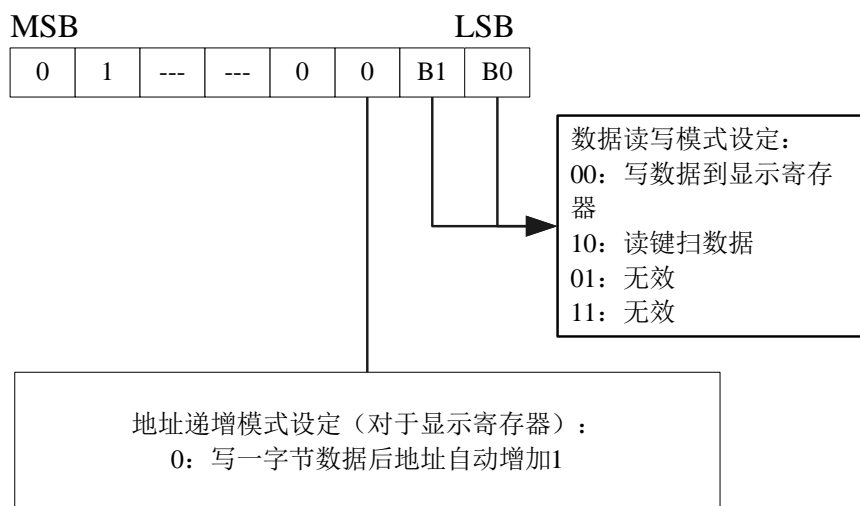 MSB LSB
0 1 --- --- 0 0 B1 B0
数据读写模式设定：
00：写数据到显示寄存
器
10：读键扫数据
01：无效
11：无效
地址递增模式设定（对于显示寄存器）：
0：写一字节数据后地址自动增加1